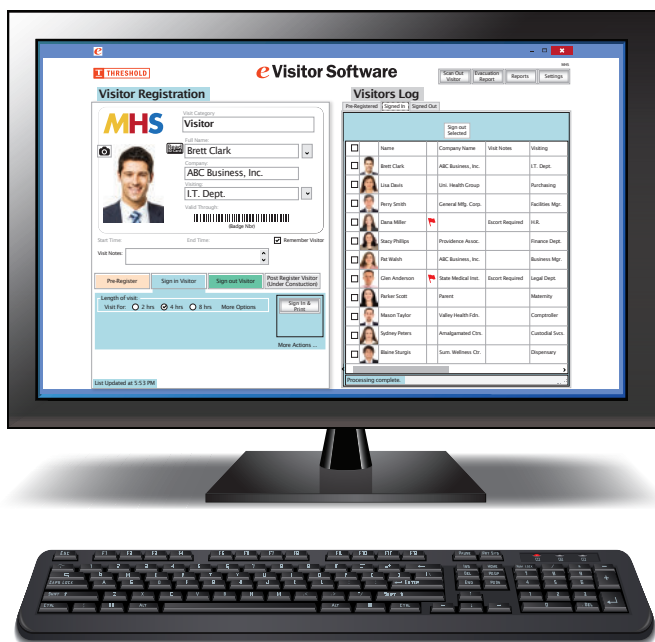 e
MHS
THRESHOLD
eVisitor Software
Scan Out Visitor
Evacuation Report
Reports
Settings
Visitor Registration
Visitors Log
Pre-Registered Signed In Signed Out
MHS
Visit Category
Visitor
Full Name
Brett Clark
Company
ABC Business, Inc.
Visiting
I.T. Dept.
Valid Through:
(Badge Nbr)
Start Time:
End Time:
Remember Visitor
Visit Notes:
Pre-Register
Sign in Visitor
Sign out Visitor
Post Register Visitor
(Under Constuction)
Length of visit:
Visit For: 2 hrs 4 hrs 8 hrs More Options
Sign In &
Print
More Actions ...
List Updated at 5:53 PM
Sign out
Selected
Name Company Name Visit Notes Visiting
Brett Clark ABC Business, Inc. I.T. Dept.
Lisa Davis Uni. Health Group Purchasing
Perry Smith General Mfg. Corp. Facilities Mgr.
Dana Miller Escort Required H.R.
Stacy Phillips Providence Assoc. Finance Dept.
Pat Walsh ABC Business, Inc. Business Mgr.
Glen Anderson State Medical Inst. Escort Required Legal Dept.
Parker Scott Parent Maternity
Mason Taylor Valley Health Fdn. Comptroller
Sydney Peters Amalgamated Ctrs. Custodial Svcs.
Blaine Sturgis Sum. Wellness Ctr. Dispensary
Processing complete.